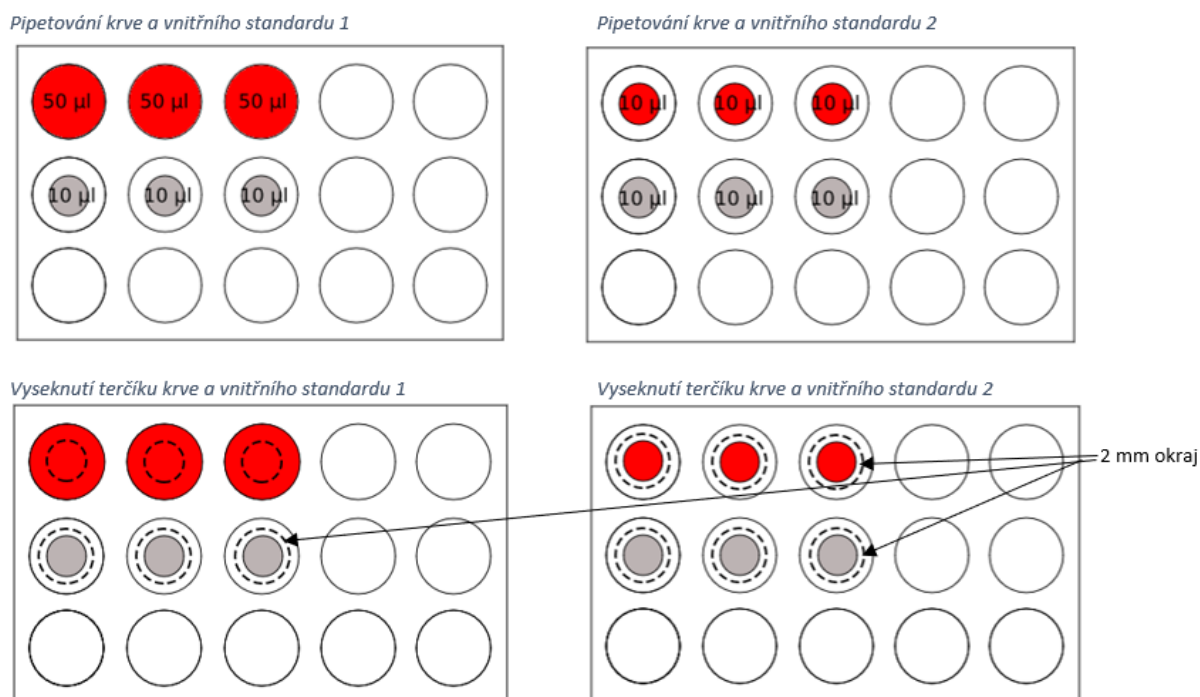 Pipetování krve a vnitřního standardu 1
Pipetování krve a vnitřního standardu 2
50 µl 50 µl 50 µl
10 µl 10 µl 10 µl
10 µl 10 µl 10 µl
10 µl 10 µl 10 µl
Vyseknutí terčíku krve a vnitřního standardu 1
Vyseknutí terčíku krve a vnitřního standardu 2
2 mm okraj